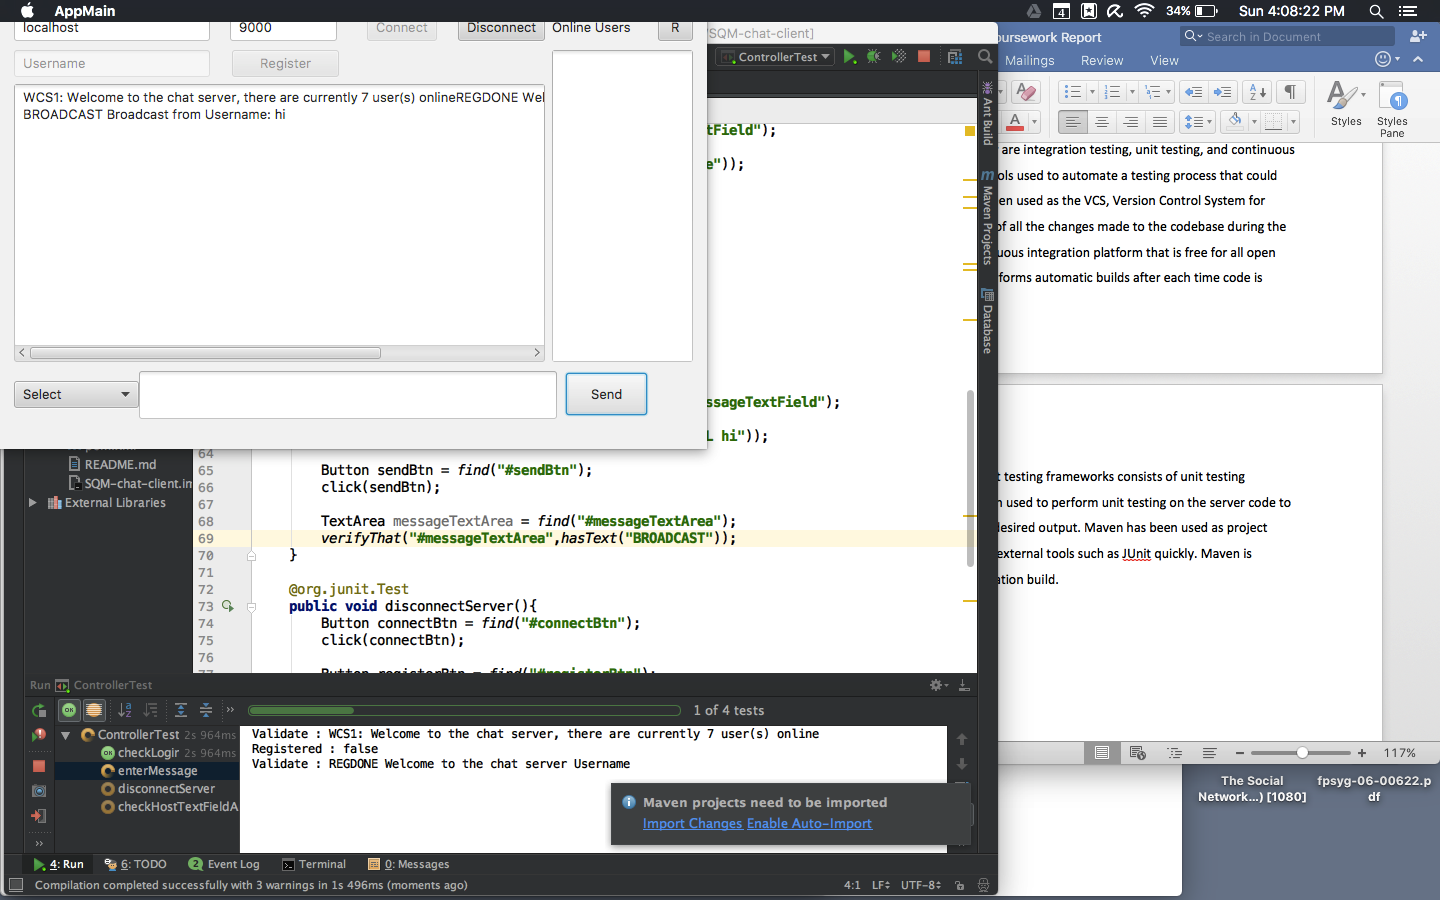 AppMain
4
34%
Sun 4:08:22 PM
localhost
9000
Connect
Disconnect
Online Users
R
Username
Register
WCS1: Welcome to the chat server, there are currently 7 user(s) onlineREGDONE Wel
BROADCAST Broadcast from Username: hi
Select
Send
/SQM-chat-client]
ControllerTest
Ant Build
Maven Projects
Database
tField");
e"));
ssageTextField");
L hi"));
64
65 Button sendBtn = find("#sendBtn");
66 click(sendBtn);
67
68 TextArea messageTextArea = find("#messageTextArea");
69 verifyThat("#messageTextArea",hasText("BROADCAST"));
70 }
71
72 @org.junit.Test
73 public void disconnectServer(){
74 Button connectBtn = find("#connectBtn");
75 click(connectBtn);
76
Button registerBtn = find("#registerBtn");
README.md
SQM-chat-client.im
External Libraries
Run ControllerTest
1 of 4 tests
ControllerTest 2s 964ms
checkLogin 2s 964ms
enterMessage
disconnectServer
checkHostTextFieldA
Validate : WCS1: Welcome to the chat server, there are currently 7 user(s) online
Registered : false
Validate : REGDONE Welcome to the chat server Username
Maven projects need to be imported
Import Changes Enable Auto-Import
4: Run
6: TODO
2 Event Log
Terminal
0: Messages
Compilation completed successfully with 3 warnings in 1s 496ms (moments ago)
4:1 LF UTF-8
oursework Report
Search in Document
Mailings
Review
View
Styles
Styles Pane
are integration testing, unit testing, and continuous
ols used to automate a testing process that could
en used as the VCS, Version Control System for
of all the changes made to the codebase during the
uous integration platform that is free for all open
forms automatic builds after each time code is
t testing frameworks consists of unit testing
n used to perform unit testing on the server code to
desired output. Maven has been used as project
external tools such as JUnit quickly. Maven is
ation build.
117%
The Social
Network...) [1080]
fpsyg-06-00622.p
df